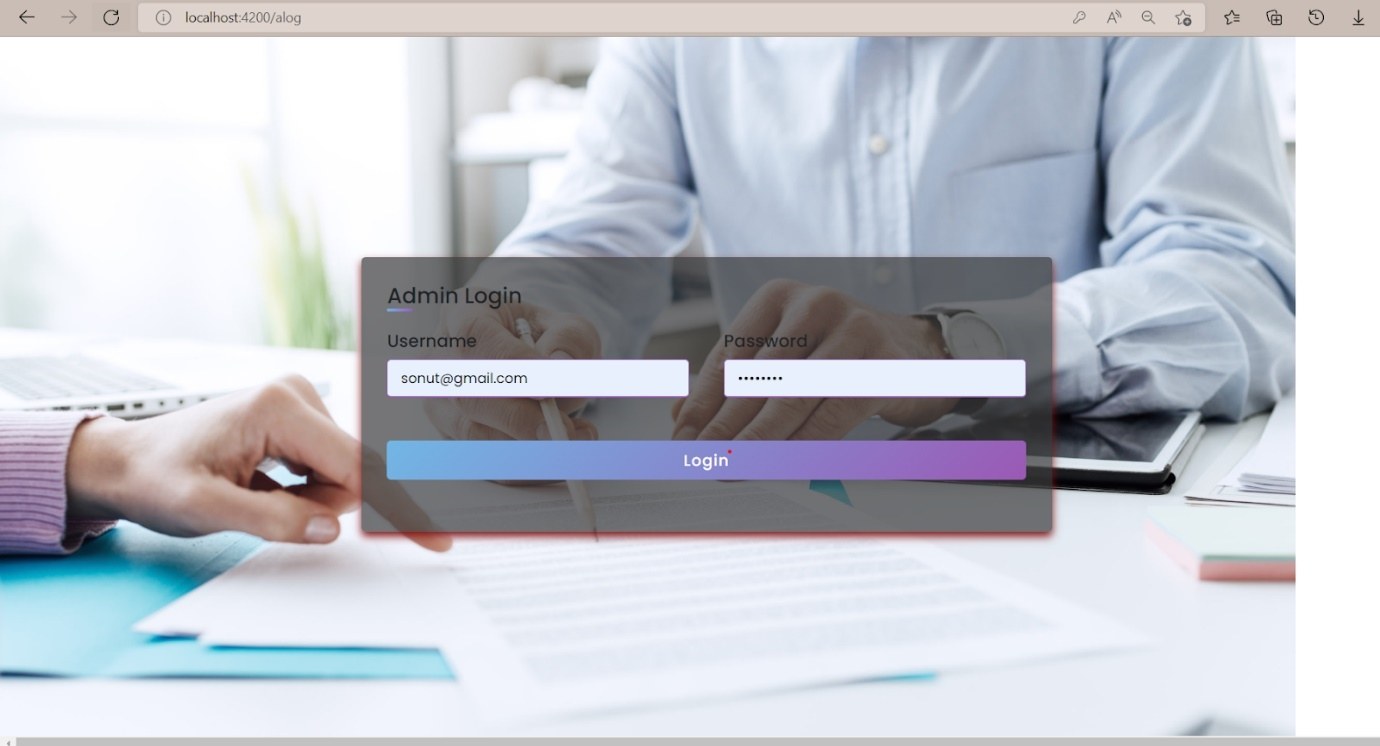 localhost:4200/alog
Admin Login
Username
Password
sonut@gmail.com
••••••••
Login